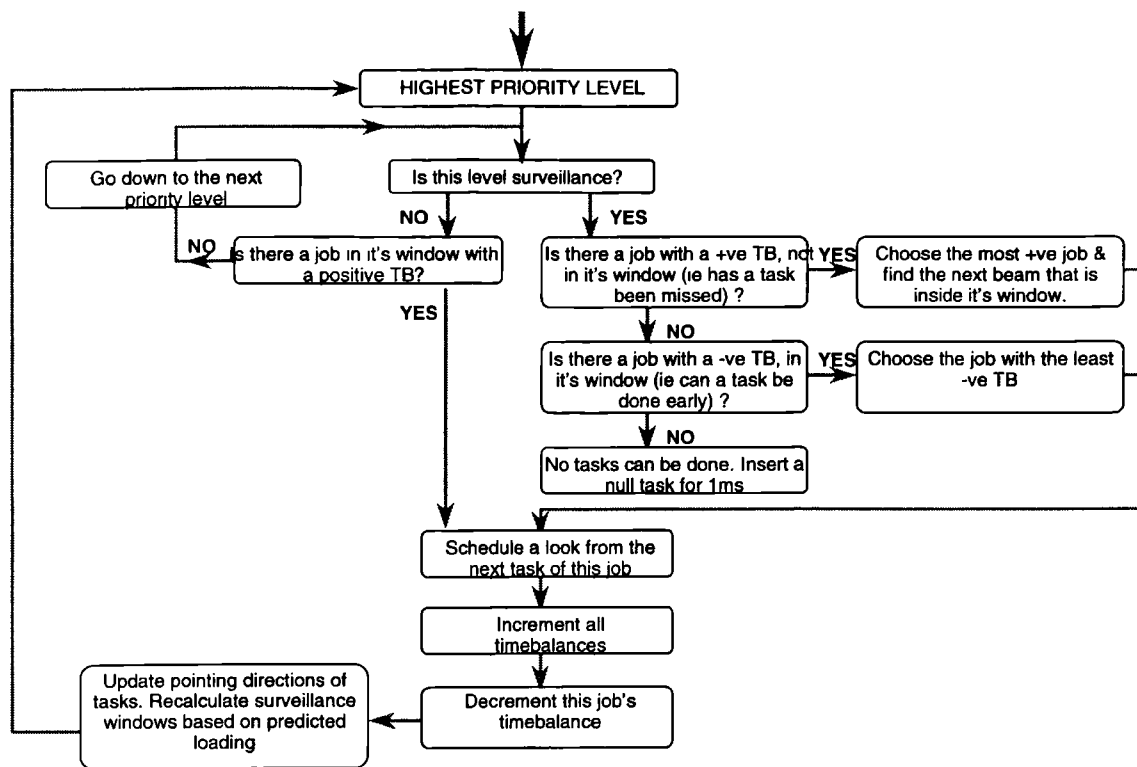 HIGHEST PRIORITY LEVEL
Go down to the next
priority level
Is this level surveillance?
NO
YES
NO
Is there a job in it's window with
a positive TB?
Is there a job with a +ve TB, not
in it's window (ie has a task
been missed) ?
YES
Choose the most +ve job &
find the next beam that is
inside it's window.
YES
NO
Is there a job with a -ve TB, in
it's window (ie can a task be
done early) ?
YES
Choose the job with the least
-ve TB
NO
No tasks can be done. Insert a
null task for 1ms
Schedule a look from the
next task of this job
Increment all
timebalances
Update pointing directions of
tasks. Recalculate surveillance
windows based on predicted
loading
Decrement this job's
timebalance